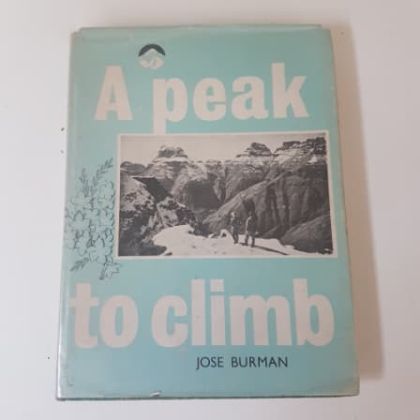 A peak
to climb
JOSE BURMAN